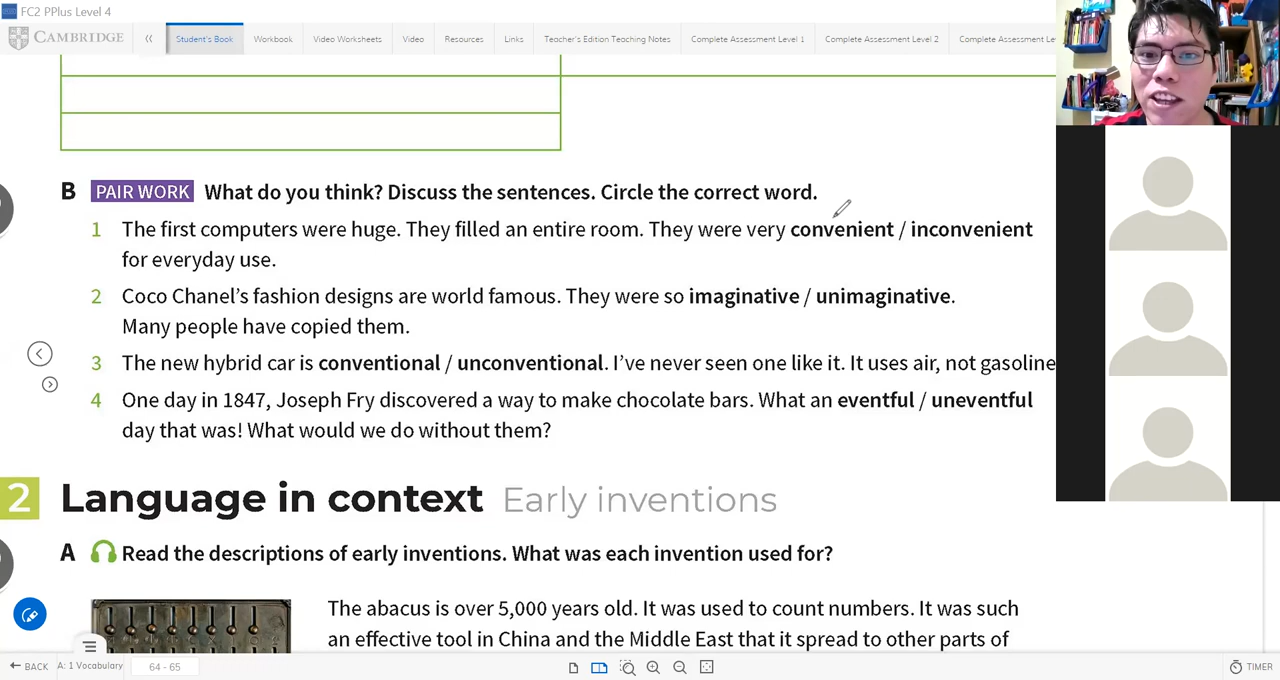 FC2 PPlus Level 4
CAMBRIDGE
Student's Book Workbook Video Worksheets Video Resources Links Teacher's Edition Teaching Notes Complete Assessment Level 1 Complete Assessment Level 2 Complete Assessment Le
B PAIR WORK What do you think? Discuss the sentences. Circle the correct word.
1 The first computers were huge. They filled an entire room. They were very convenient / inconvenient
for everyday use.
2 Coco Chanel's fashion designs are world famous. They were so imaginative / unimaginative.
Many people have copied them.
3 The new hybrid car is conventional / unconventional. I've never seen one like it. It uses air, not gasoline
4 One day in 1847, Joseph Fry discovered a way to make chocolate bars. What an eventful / uneventful
day that was! What would we do without them?
2 Language in context Early inventions
A Read the descriptions of early inventions. What was each invention used for?
The abacus is over 5,000 years old. It was used to count numbers. It was such
an effective tool in China and the Middle East that it spread to other parts of
BACK A: 1 Vocabulary 64 - 65 TIMER